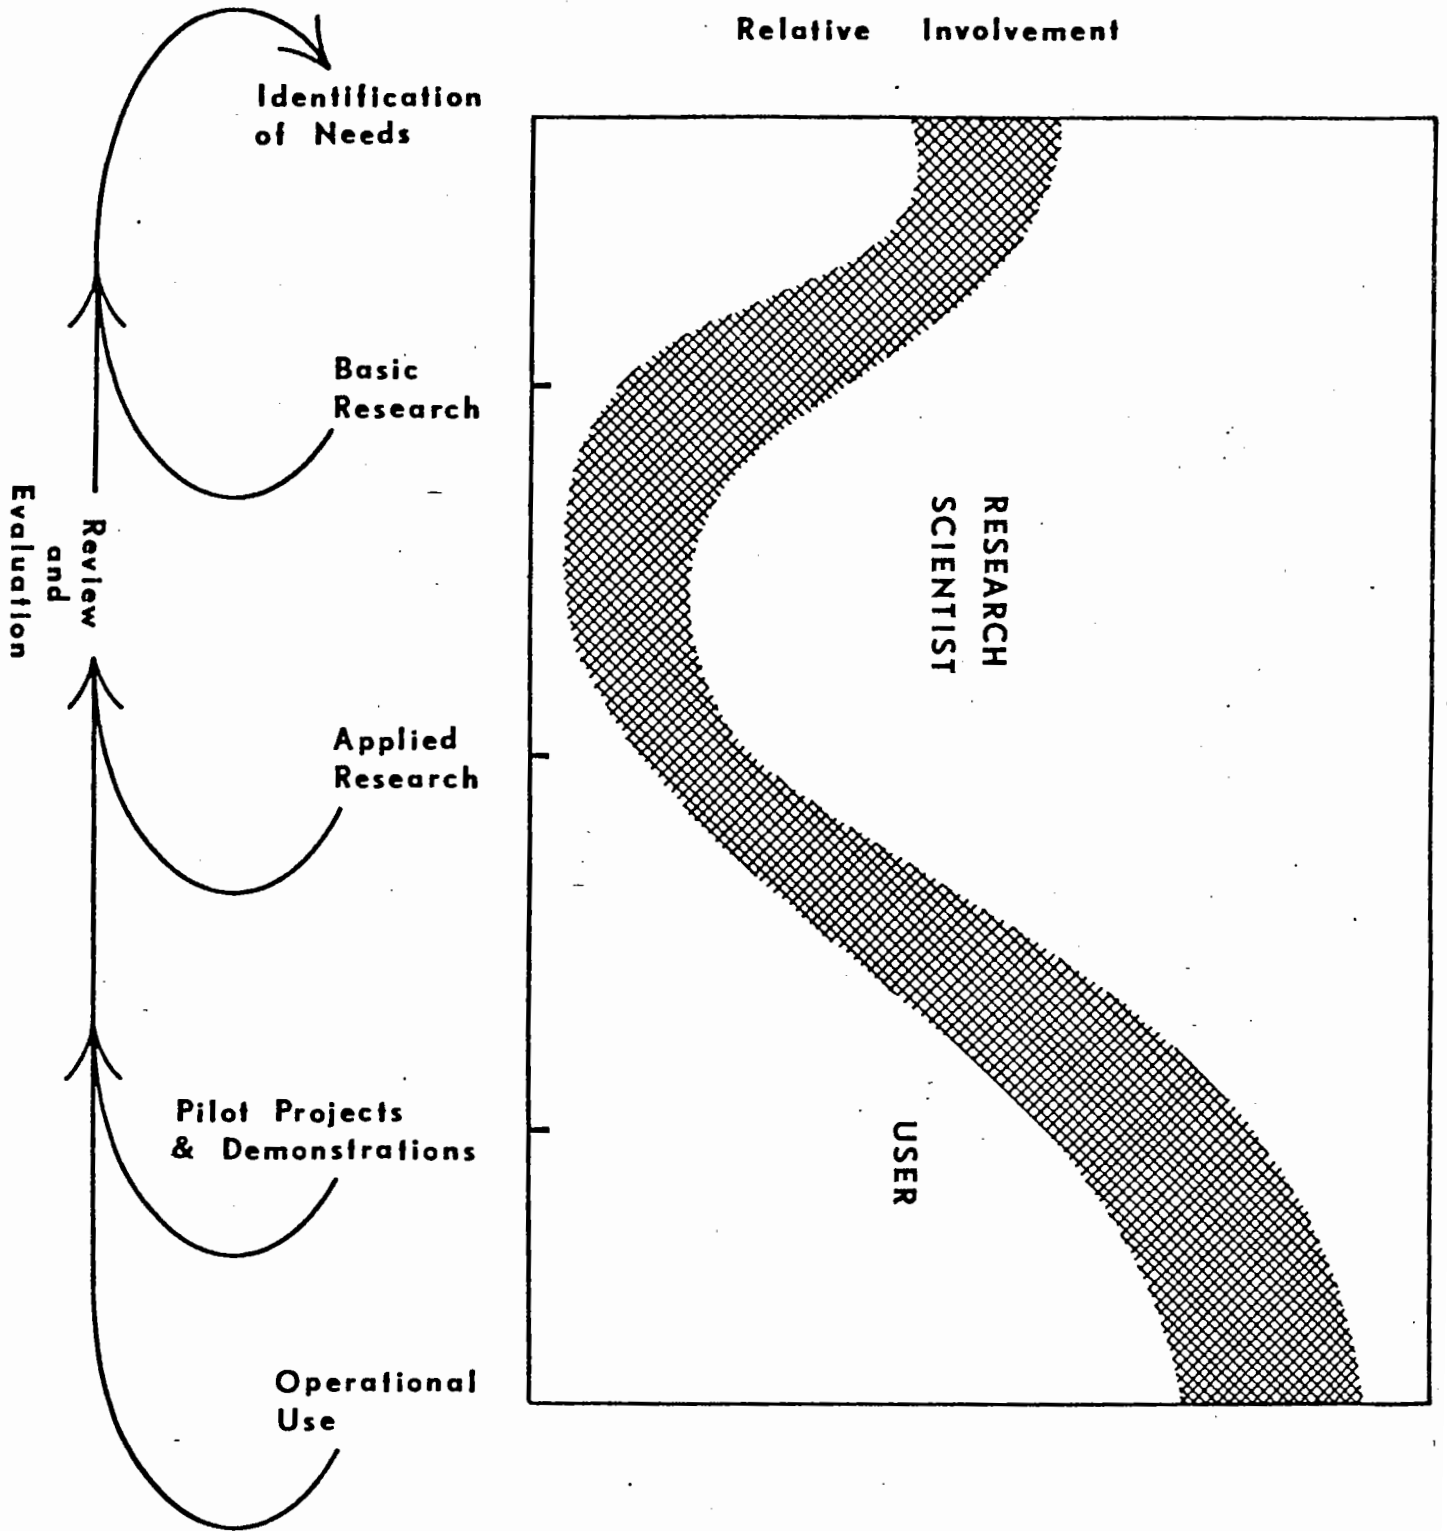 Relative Involvement
Identification
of Needs
Basic
Research
Review
and
Evaluation
RESEARCH
SCIENTIST
Applied
Research
Pilot Projects
& Demonstrations
USER
Operational
Use